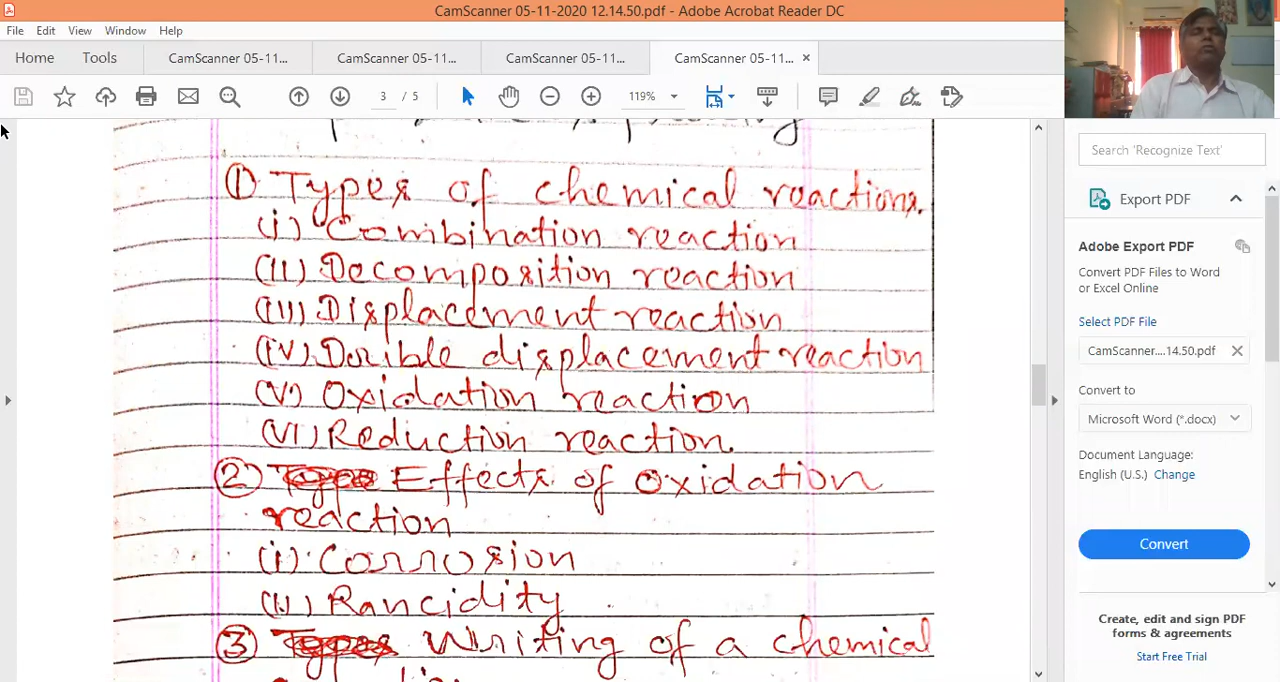 CamScanner 05-11-2020 12.14.50.pdf - Adobe Acrobat Reader DC
File Edit View Window Help
Home Tools CamScanner 05-11... CamScanner 05-11... CamScanner 05-11... CamScanner 05-11... ×
3 / 5 119%
Search 'Recognize Text'
Export PDF
Adobe Export PDF
Convert PDF Files to Word
or Excel Online
Select PDF File
CamScanner....14.50.pdf
Convert to
Microsoft Word (*.docx)
Document Language:
English (U.S.) Change
Convert
Create, edit and sign PDF
forms & agreements
Start Free Trial
① Types of chemical reactions.
(i) Combination reaction
(II) Decomposition reaction
(III) Displacement reaction
(IV) Double displacement reaction
(V) Oxidation reaction
(VI) Reduction reaction.
② Effects of Oxidation
reaction
(i) Corrosion
(II) Rancidity
③ Writing of a chemical